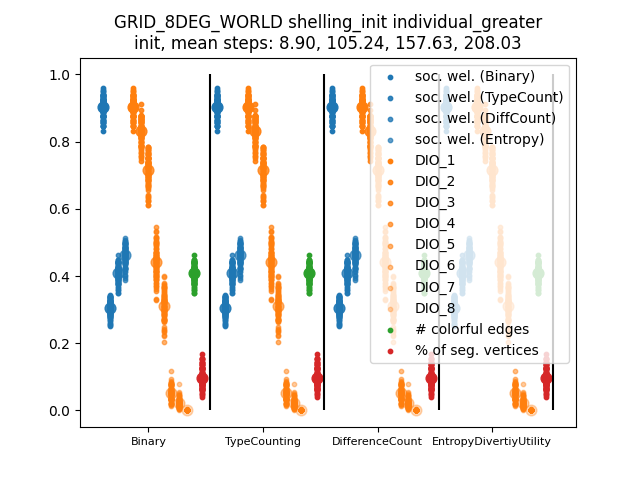 GRID_8DEG_WORLD shelling_init individual_greater
init, mean steps: 8.90, 105.24, 157.63, 208.03
1.0
0.8
0.6
0.4
0.2
0.0
soc. wel. (Binary)
soc. wel. (TypeCount)
soc. wel. (DiffCount)
soc. wel. (Entropy)
DIO_1
DIO_2
DIO_3
DIO_4
DIO_5
DIO_6
DIO_7
DIO_8
# colorful edges
% of seg. vertices
Binary
TypeCounting
DifferenceCount
EntropyDivertiyUtility